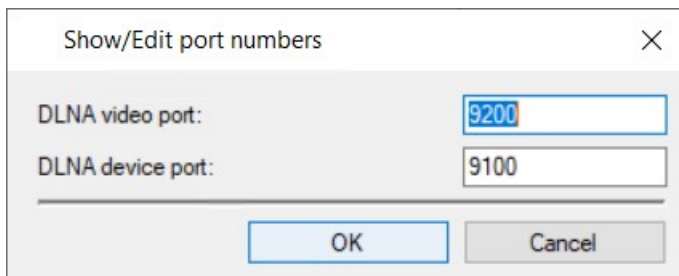 Show/Edit port numbers
DLNA video port: 9200
DLNA device port: 9100
OK Cancel